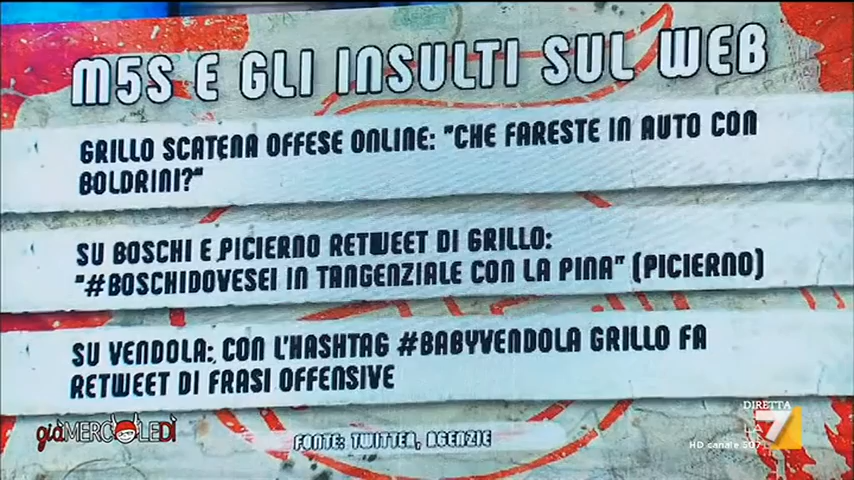 M5S E GLI INSULTI SUL WEB
GRILLO SCATENA OFFESE ONLINE: "CHE FARESTE IN AUTO CON
BOLDRINI?"
SU BOSCHI E PICIERNO RETWEET DI GRILLO:
"#BOSCHIDOVESEI IN TANGENZIALE CON LA PINA" (PICIERNO)
SU VENDOLA: CON L'HASHTAG #BABYVENDOLA GRILLO FA
RETWEET DI FRASI OFFENSIVE
giàMERCOLEDÌ
FONTE: TWITTER, AGENZIE
DIRETTA
LA 7
HD canale 507